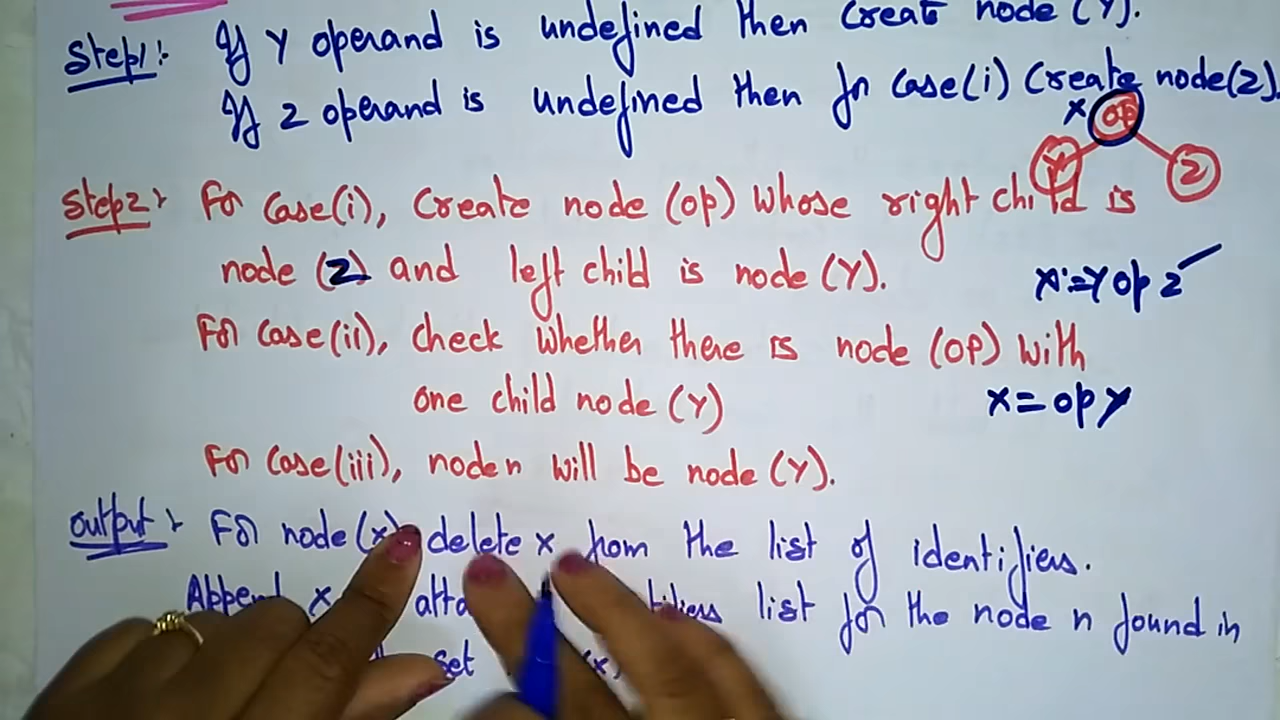 Step1:- If Y operand is undefined then Create node (Y).
If Z operand is undefined then for Case(i) Create node(Z).
x op
Y Z
Step2:- For Case(i), Create node (OP) whose right child is
node (Z) and left child is node (Y).
x:=Y op z
For Case(ii), check whether there is node (OP) with
one child node (Y)
x = op y
For Case(iii), node n will be node (Y).
Output:- For node(x) delete x from the list of identifiers.
Append x list for the node n found in
set (x)